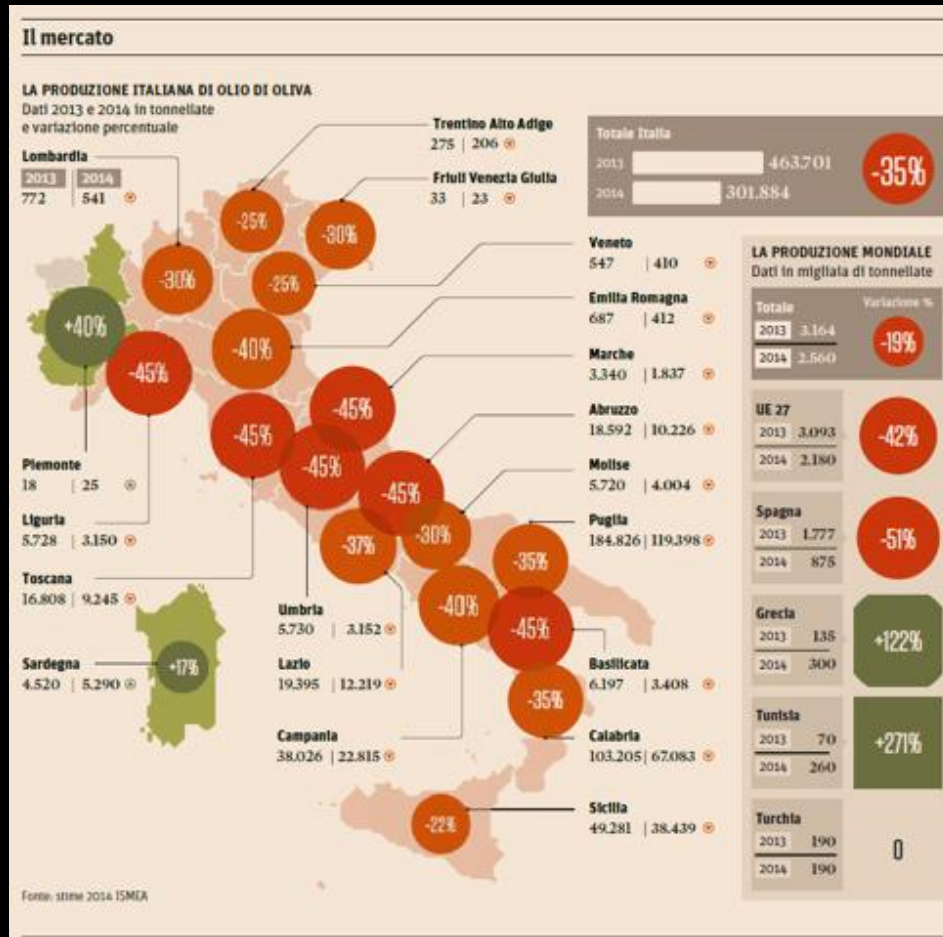 Il mercato
LA PRODUZIONE ITALIANA DI OLIO DI OLIVA
Dati 2013 e 2014 in tonnellate
e variazione percentuale
Lombardia
2013 2014
772 | 541
Trentino Alto Adige
275 | 206
Friuli Venezia Giulia
33 | 23
Totale Italia
2013 463.701
2014 301.884
-35%
-25%
-30%
-30%
-25%
+40%
-45%
-40%
-45%
-45%
-45%
-45%
-37%
-30%
-35%
-40%
-45%
-35%
+17%
-22%
Veneto
547 | 410
Emilia Romagna
687 | 412
Marche
3.340 | 1.837
Abruzzo
18.592 | 10.226
Molise
5.720 | 4.004
Puglia
184.826 | 119.398
Piemonte
18 | 25
Liguria
5.728 | 3.150
Toscana
16.808 | 9.245
Sardegna
4.520 | 5.290
Umbria
5.730 | 3.152
Lazio
19.395 | 12.219
Campania
38.026 | 22.815
Basilicata
6.197 | 3.408
Calabria
103.205 | 67.083
Sicilia
49.281 | 38.439
LA PRODUZIONE MONDIALE
Dati in migliaia di tonnellate
Totale Variazione %
2013 3.164
2014 2.560
-19%
UE 27
2013 3.093
2014 2.180
-42%
Spagna
2013 1.777
2014 875
-51%
Grecia
2013 135
2014 300
+122%
Tunisia
2013 70
2014 260
+271%
Turchia
2013 190
2014 190
0
Fonte: stime 2014 ISMEA